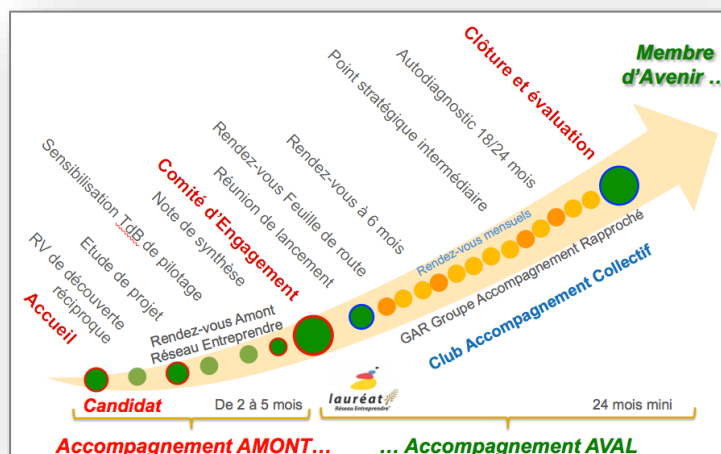 Accueil
RV de découverte
réciproque
Etude de projet
Sensibilisation TdB de pilotage
Note de synthèse
Comité d'Engagement
Réunion de lancement
Rendez-vous Feuille de route
Rendez-vous à 6 mois
Point stratégique intermédiaire
Autodiagnostic 18/24 mois
Clôture et évaluation
Membre
d'Avenir ...
Rendez-vous Amont
Réseau Entreprendre
Rendez-vous mensuels
GAR Groupe Accompagnement Rapproché
Club Accompagnement Collectif
Candidat
De 2 à 5 mois
lauréat
Réseau Entreprendre
24 mois mini
Accompagnement AMONT...
... Accompagnement AVAL